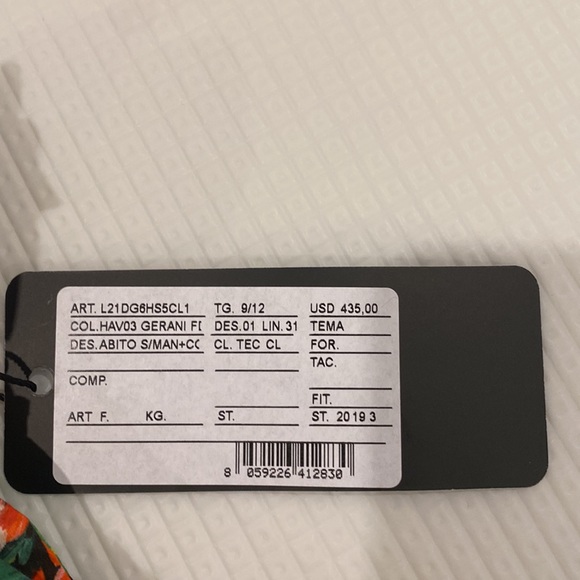 ART. L21DG6HS5CL1 TG. 9/12 USD 435,00
COL.HAV03 GERANI F DES.01 LIN.31 TEMA
DES.ABITO S/MAN+CO CL. TEC CL FOR.
TAC.
COMP.
FIT.
ART F. KG. ST. ST. 2019 3
8 059226 412830